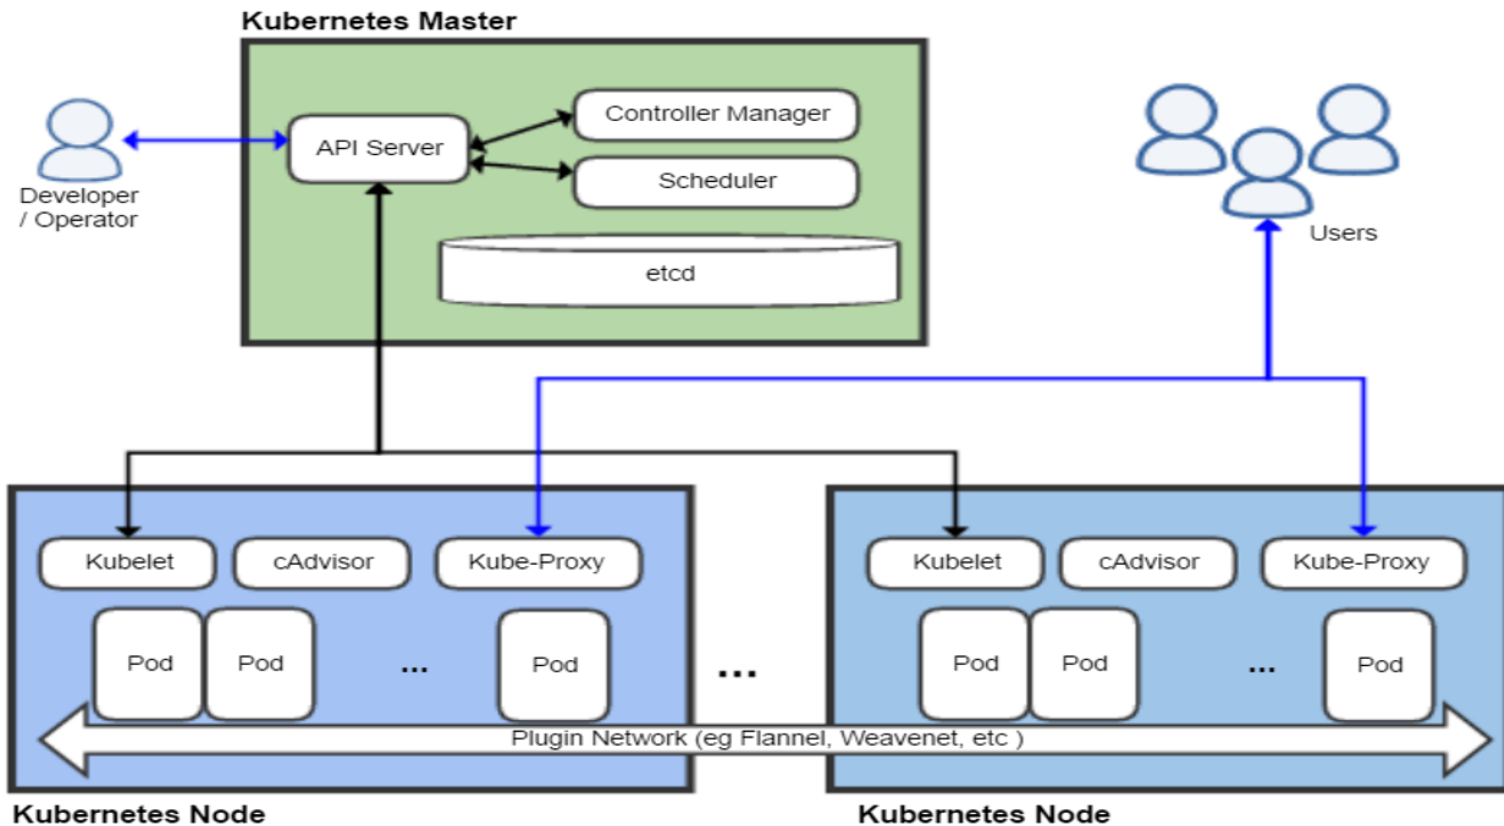 Kubernetes Master
Controller Manager
API Server
Scheduler
etcd
Developer
/ Operator
Users
Kubelet
cAdvisor
Kube-Proxy
Kubelet
cAdvisor
Kube-Proxy
Pod
Pod
...
Pod
...
Pod
Pod
...
Pod
Plugin Network (eg Flannel, Weavenet, etc )
Kubernetes Node
Kubernetes Node